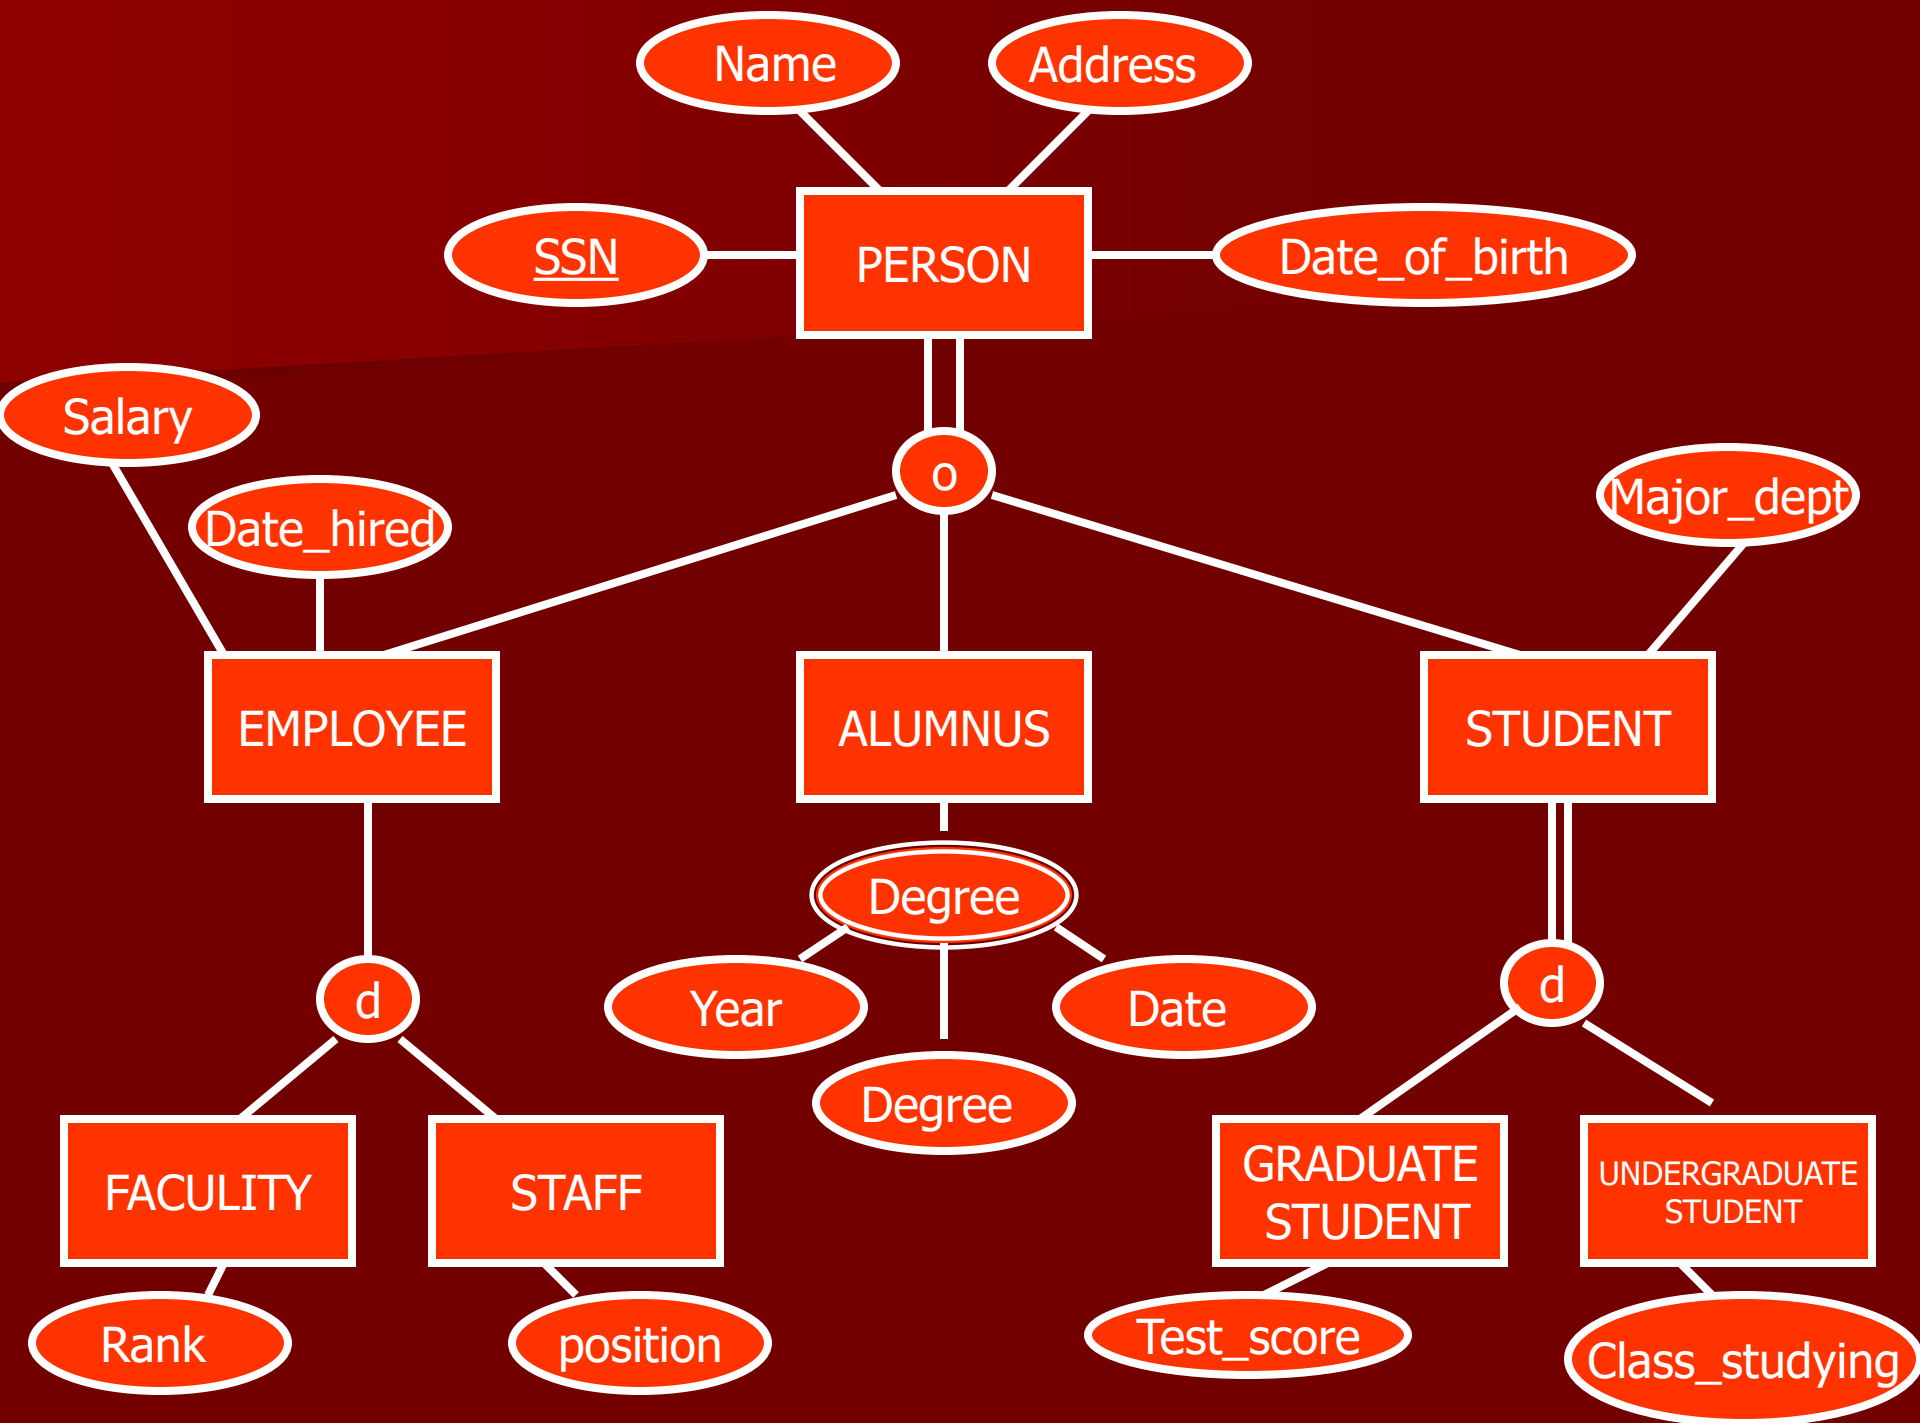 Name
Address
SSN
PERSON
Date_of_birth
Salary
o
Date_hired
Major_dept
EMPLOYEE
ALUMNUS
STUDENT
Degree
d
Year
Date
d
Degree
FACULITY
STAFF
GRADUATE
STUDENT
UNDERGRADUATE
STUDENT
Rank
position
Test_score
Class_studying